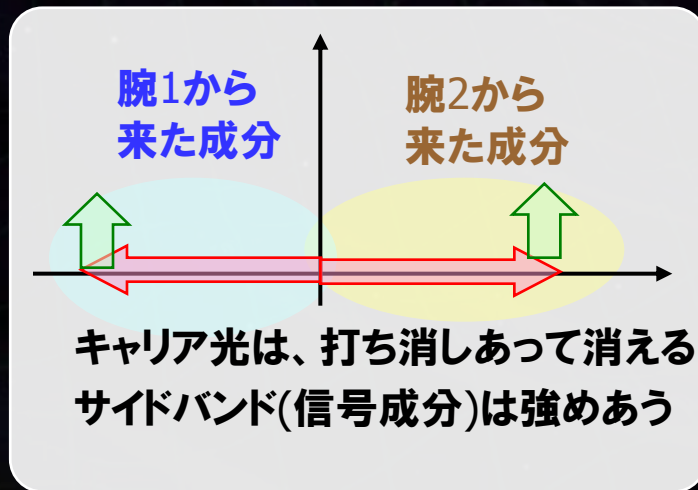 腕1から
来た成分
腕2から
来た成分
キャリア光は、打ち消しあって消える
サイドバンド(信号成分)は強めあう